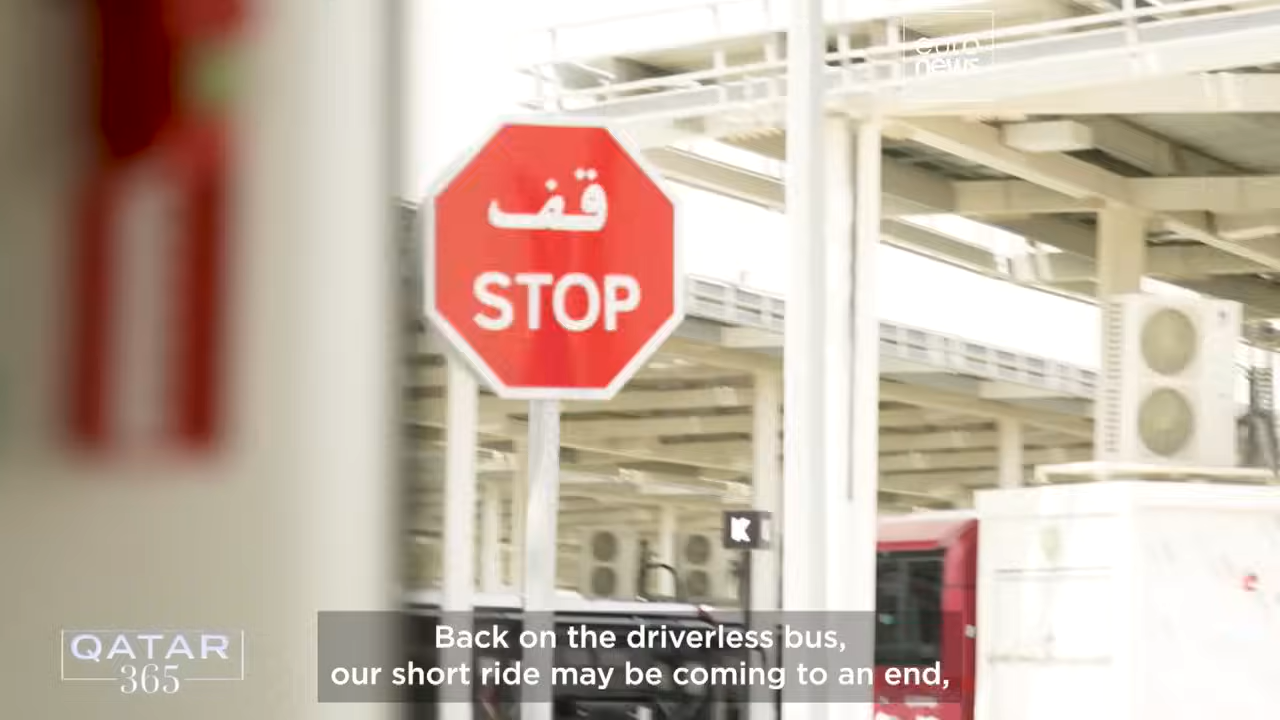 euro
news.
قف
STOP
K
QATAR
365
Back on the driverless bus,
our short ride may be coming to an end,